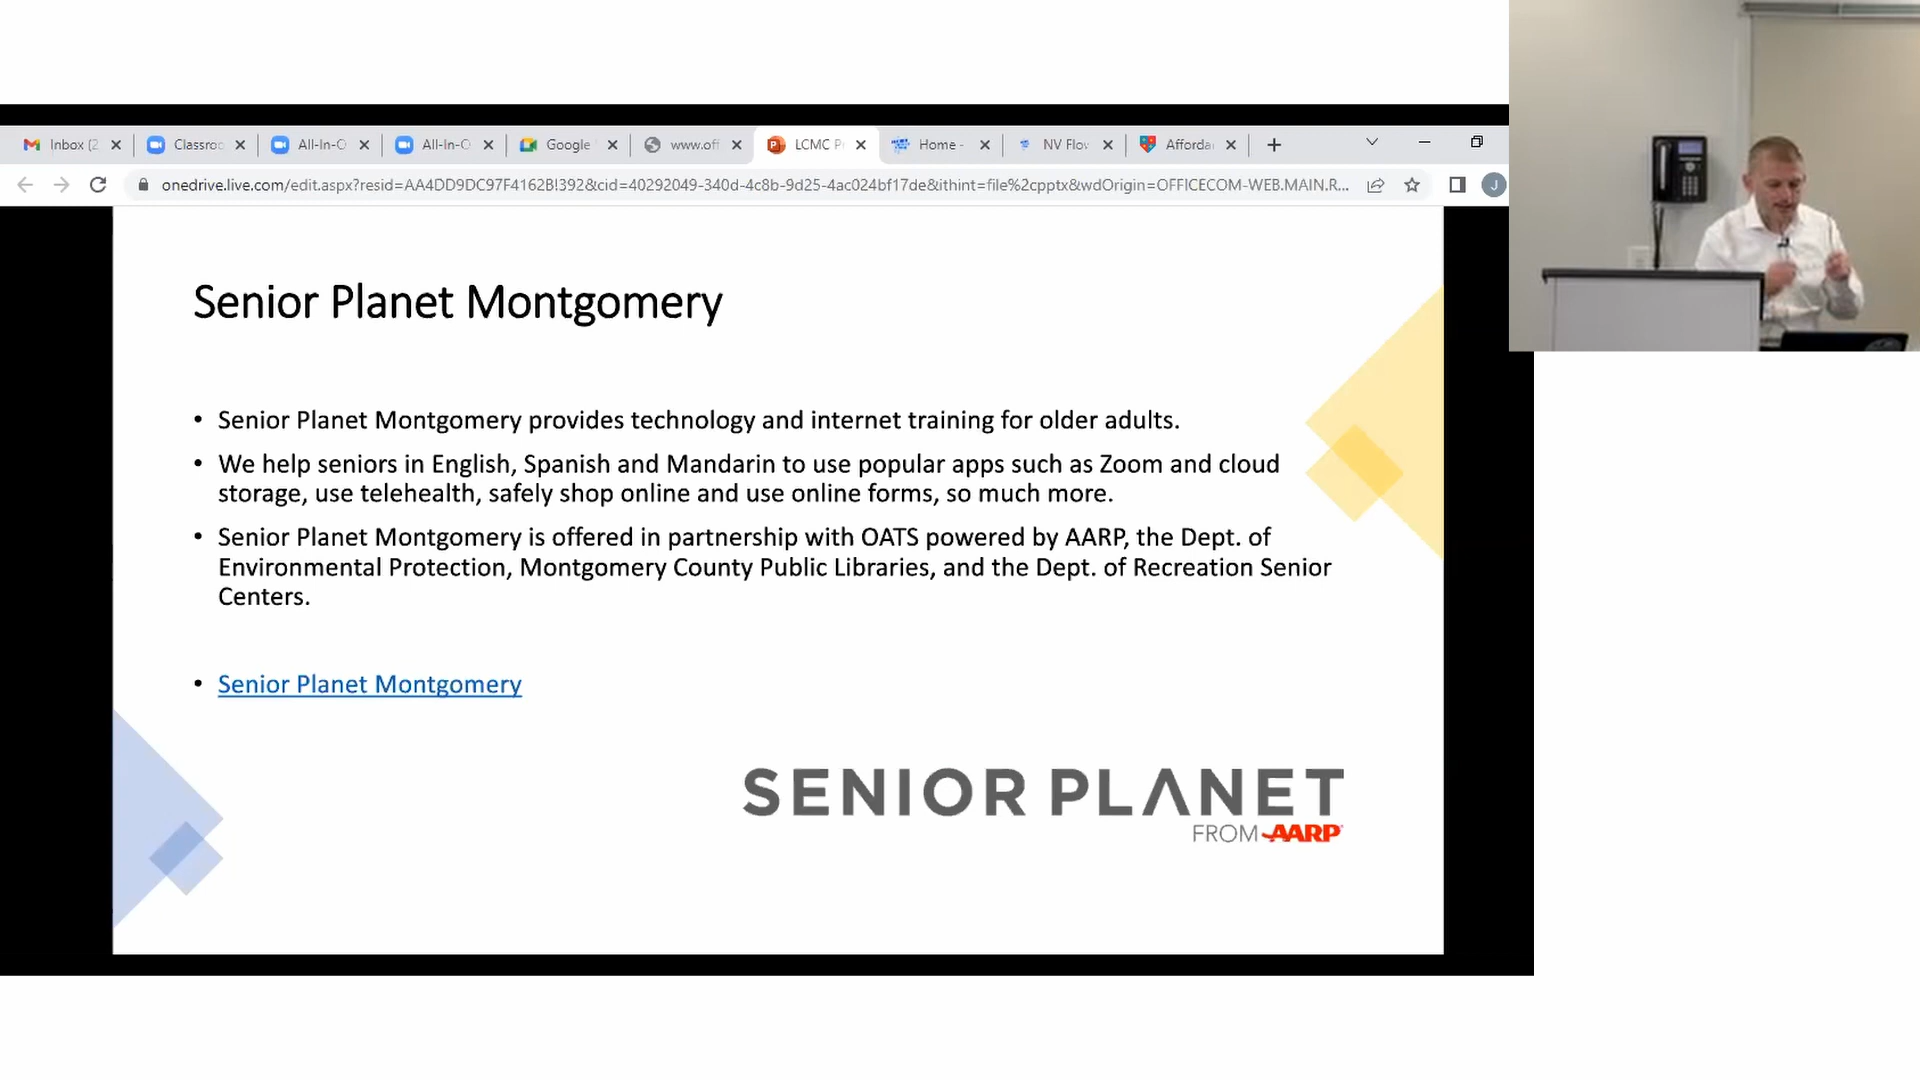 Inbox (2
Classroo
All-In-O
All-In-O
Google
www.off
LCMC P
Home -
NV Flov
Afforda
onedrive.live.com/edit.aspx?resid=AA4DD9DC97F4162B!392&cid=40292049-340d-4c8b-9d25-4ac024bf17de&ithint=file%2cpptx&wdOrigin=OFFICECOM-WEB.MAIN.R...
J
Senior Planet Montgomery
• Senior Planet Montgomery provides technology and internet training for older adults.
• We help seniors in English, Spanish and Mandarin to use popular apps such as Zoom and cloud
storage, use telehealth, safely shop online and use online forms, so much more.
• Senior Planet Montgomery is offered in partnership with OATS powered by AARP, the Dept. of
Environmental Protection, Montgomery County Public Libraries, and the Dept. of Recreation Senior
Centers.
• Senior Planet Montgomery
SENIOR PLANET
FROM AARP